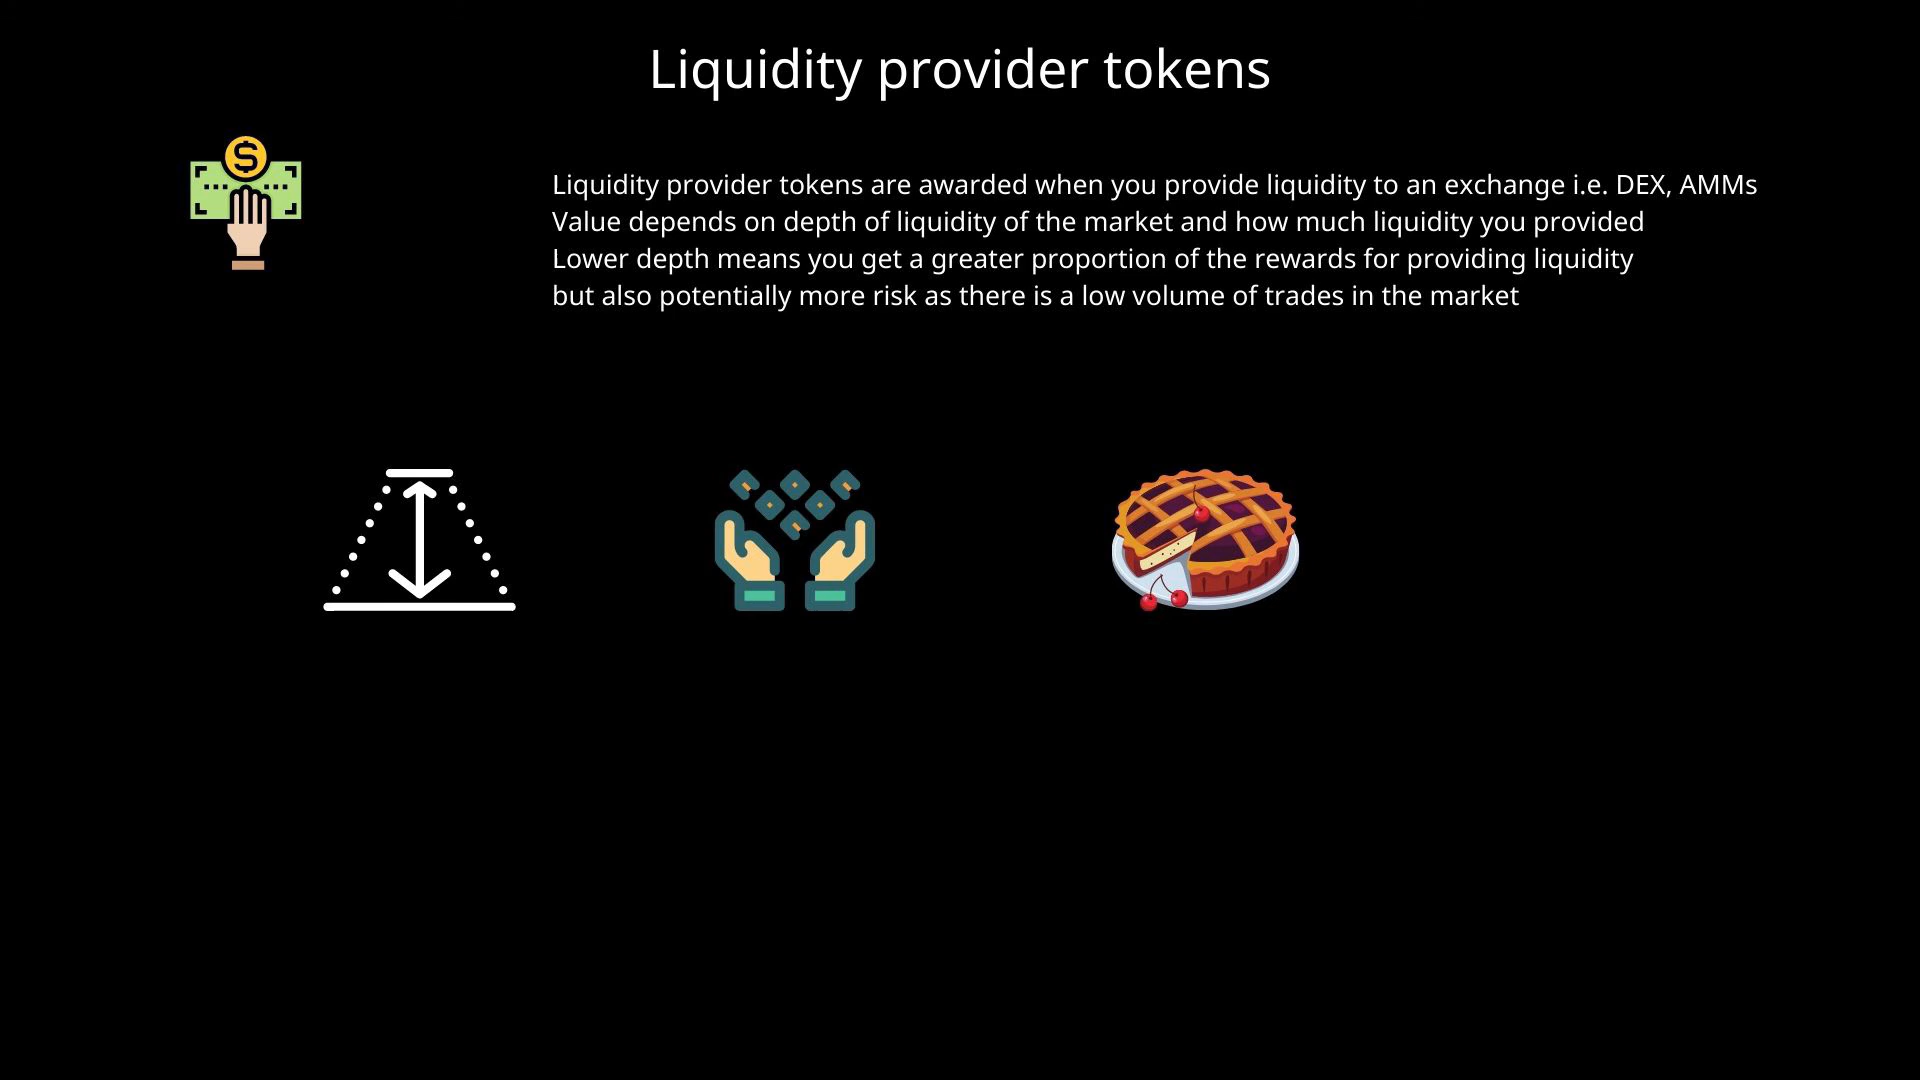 Liquidity provider tokens
$
Liquidity provider tokens are awarded when you provide liquidity to an exchange i.e. DEX, AMMs
Value depends on depth of liquidity of the market and how much liquidity you provided
Lower depth means you get a greater proportion of the rewards for providing liquidity
but also potentially more risk as there is a low volume of trades in the market